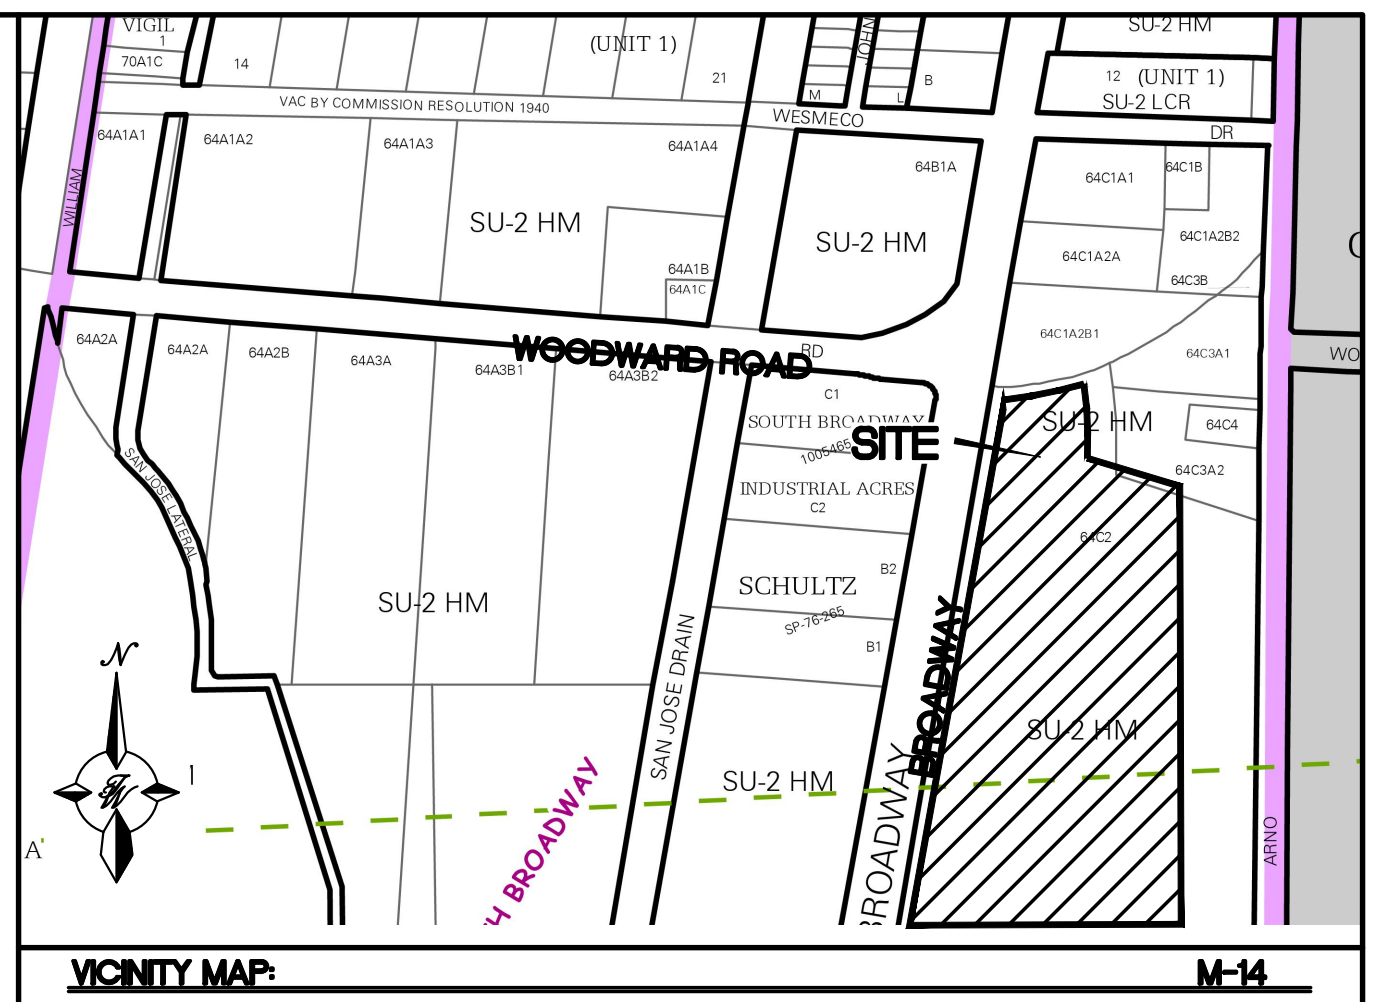 VIGIL
1
70A1C
14
(UNIT 1)
21
M
L
B
SU-2 HM
12 (UNIT 1)
SU-2 LCR
VAC BY COMMISSION RESOLUTION 1940
WESMECO
DR
64A1A1
64A1A2
64A1A3
64A1A4
64B1A
64C1A1
64C1B
WILLIAM
SU-2 HM
SU-2 HM
64C1A2B2
64C1A2A
64C3B
64A1B
64A1C
64C1A2B1
64A2A
64A2A
64A2B
64A3A
64A3B1
64A3B2
WOODWARD ROAD
RD
64C3A1
WO
C1
SOUTH BROADWAY
1005465
SITE
SU-2 HM
64C4
64C3A2
SAN JOSE LATERAL
INDUSTRIAL ACRES
C2
64C2
B2
SCHULTZ
SP-76-265
B1
SU-2 HM
SAN JOSE DRAIN
BROADWAY
SU-2 HM
SU-2 HM
BROADWAY
H BROADWAY
ARNO
N
A
VICINITY MAP:
M-14